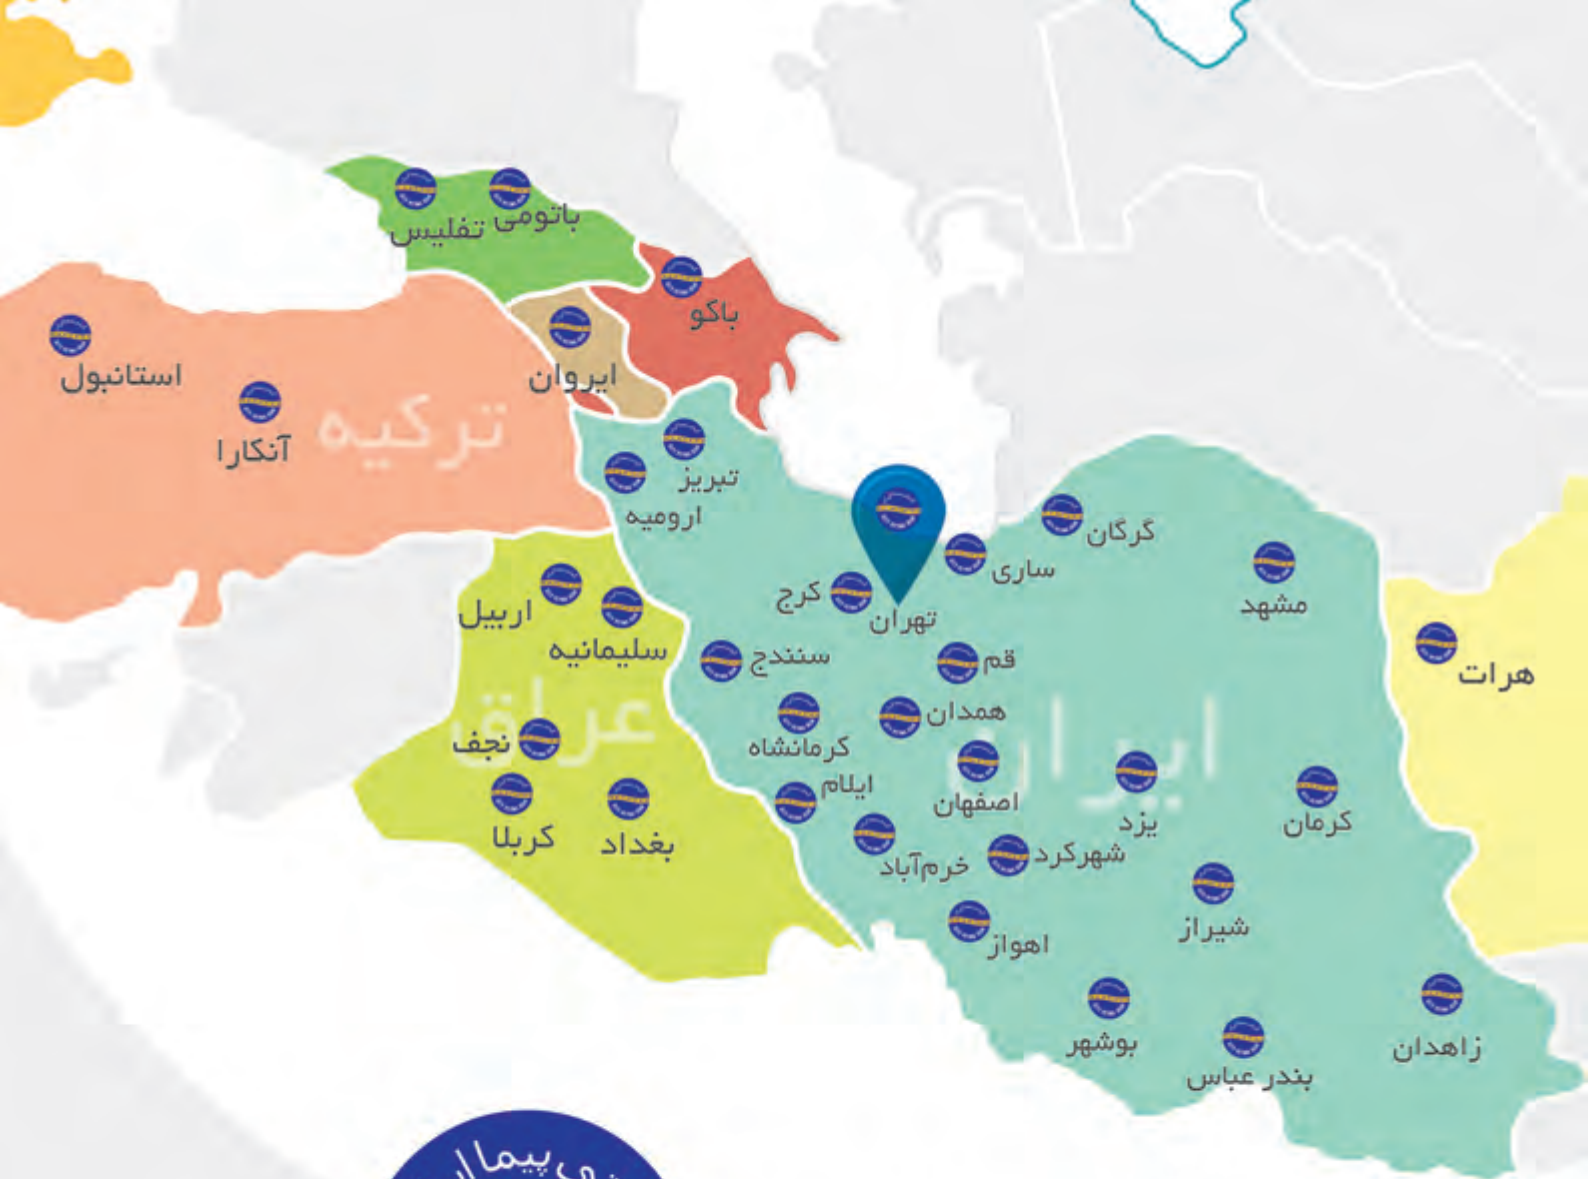 باتومی
تفلیس
باکو
ایروان
استانبول
آنکارا
ترکیه
تبریز
ارومیه
گرگان
ساری
مشهد
کرج
تهران
اربیل
سلیمانیه
سنندج
قم
هرات
عراق
نجف
همدان
ایران
کرمانشاه
ایلام
اصفهان
یزد
کرمان
کربلا
بغداد
خرم‌آباد
شهرکرد
شیراز
اهواز
بوشهر
بندر عباس
زاهدان